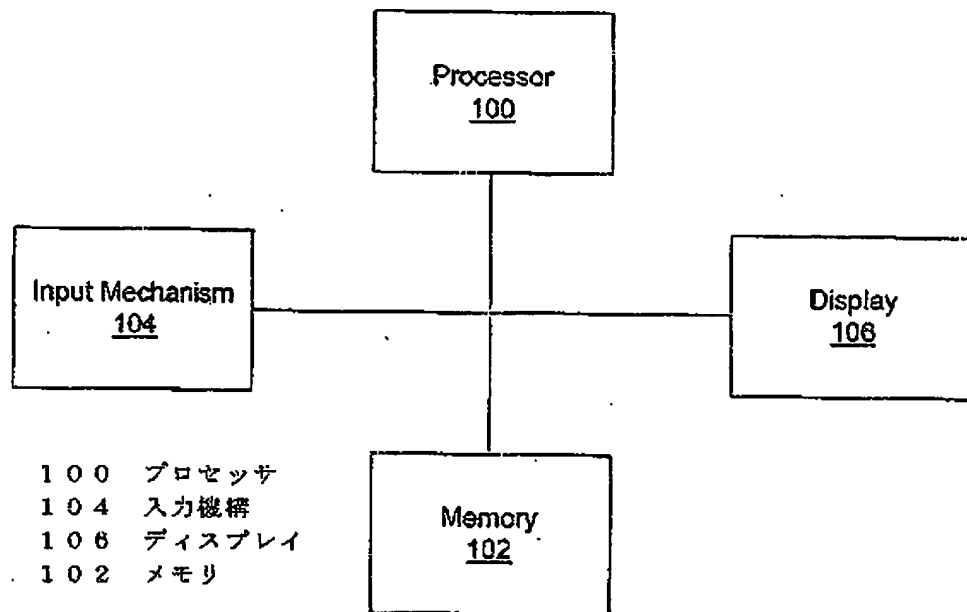 Processor
100
Input Mechanism
104
Display
106
Memory
102
100 プロセッサ
104 入力機構
106 ディスプレイ
102 メモリ